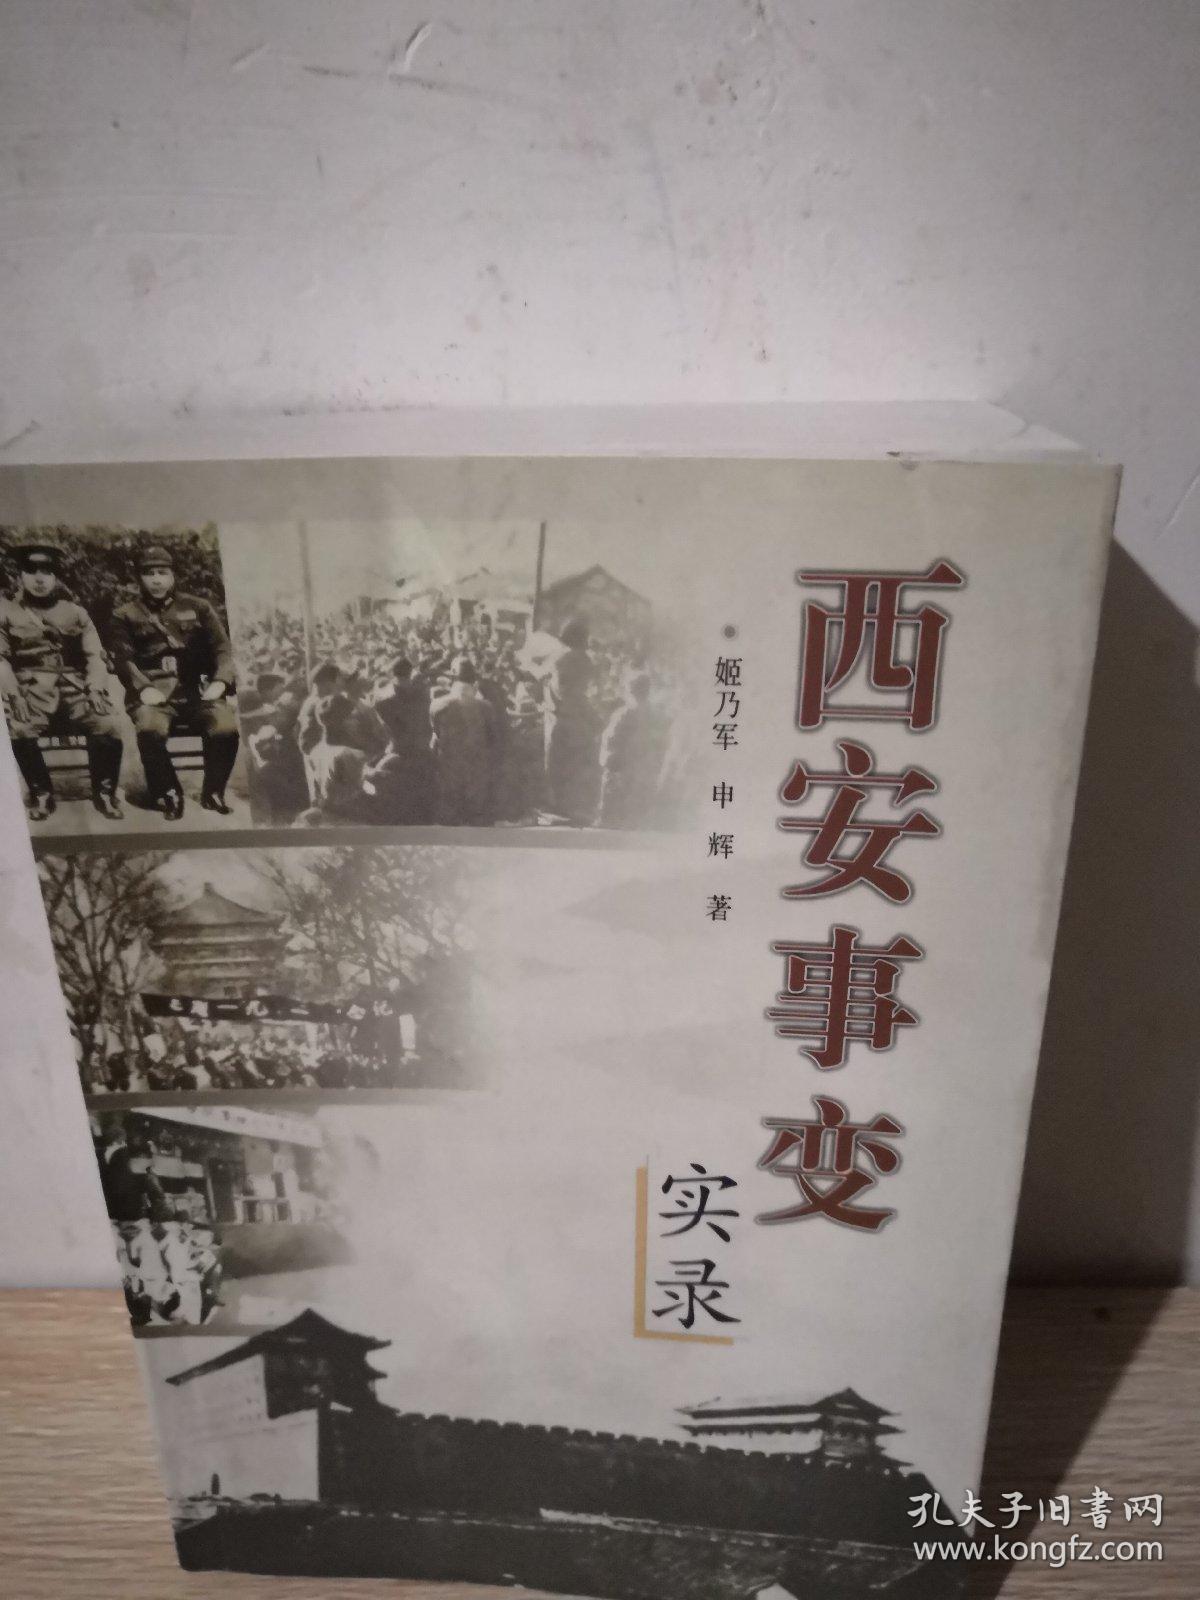 西安事变
实录
姬乃军 申辉 著
孔夫子旧书网
www.kongfz.com